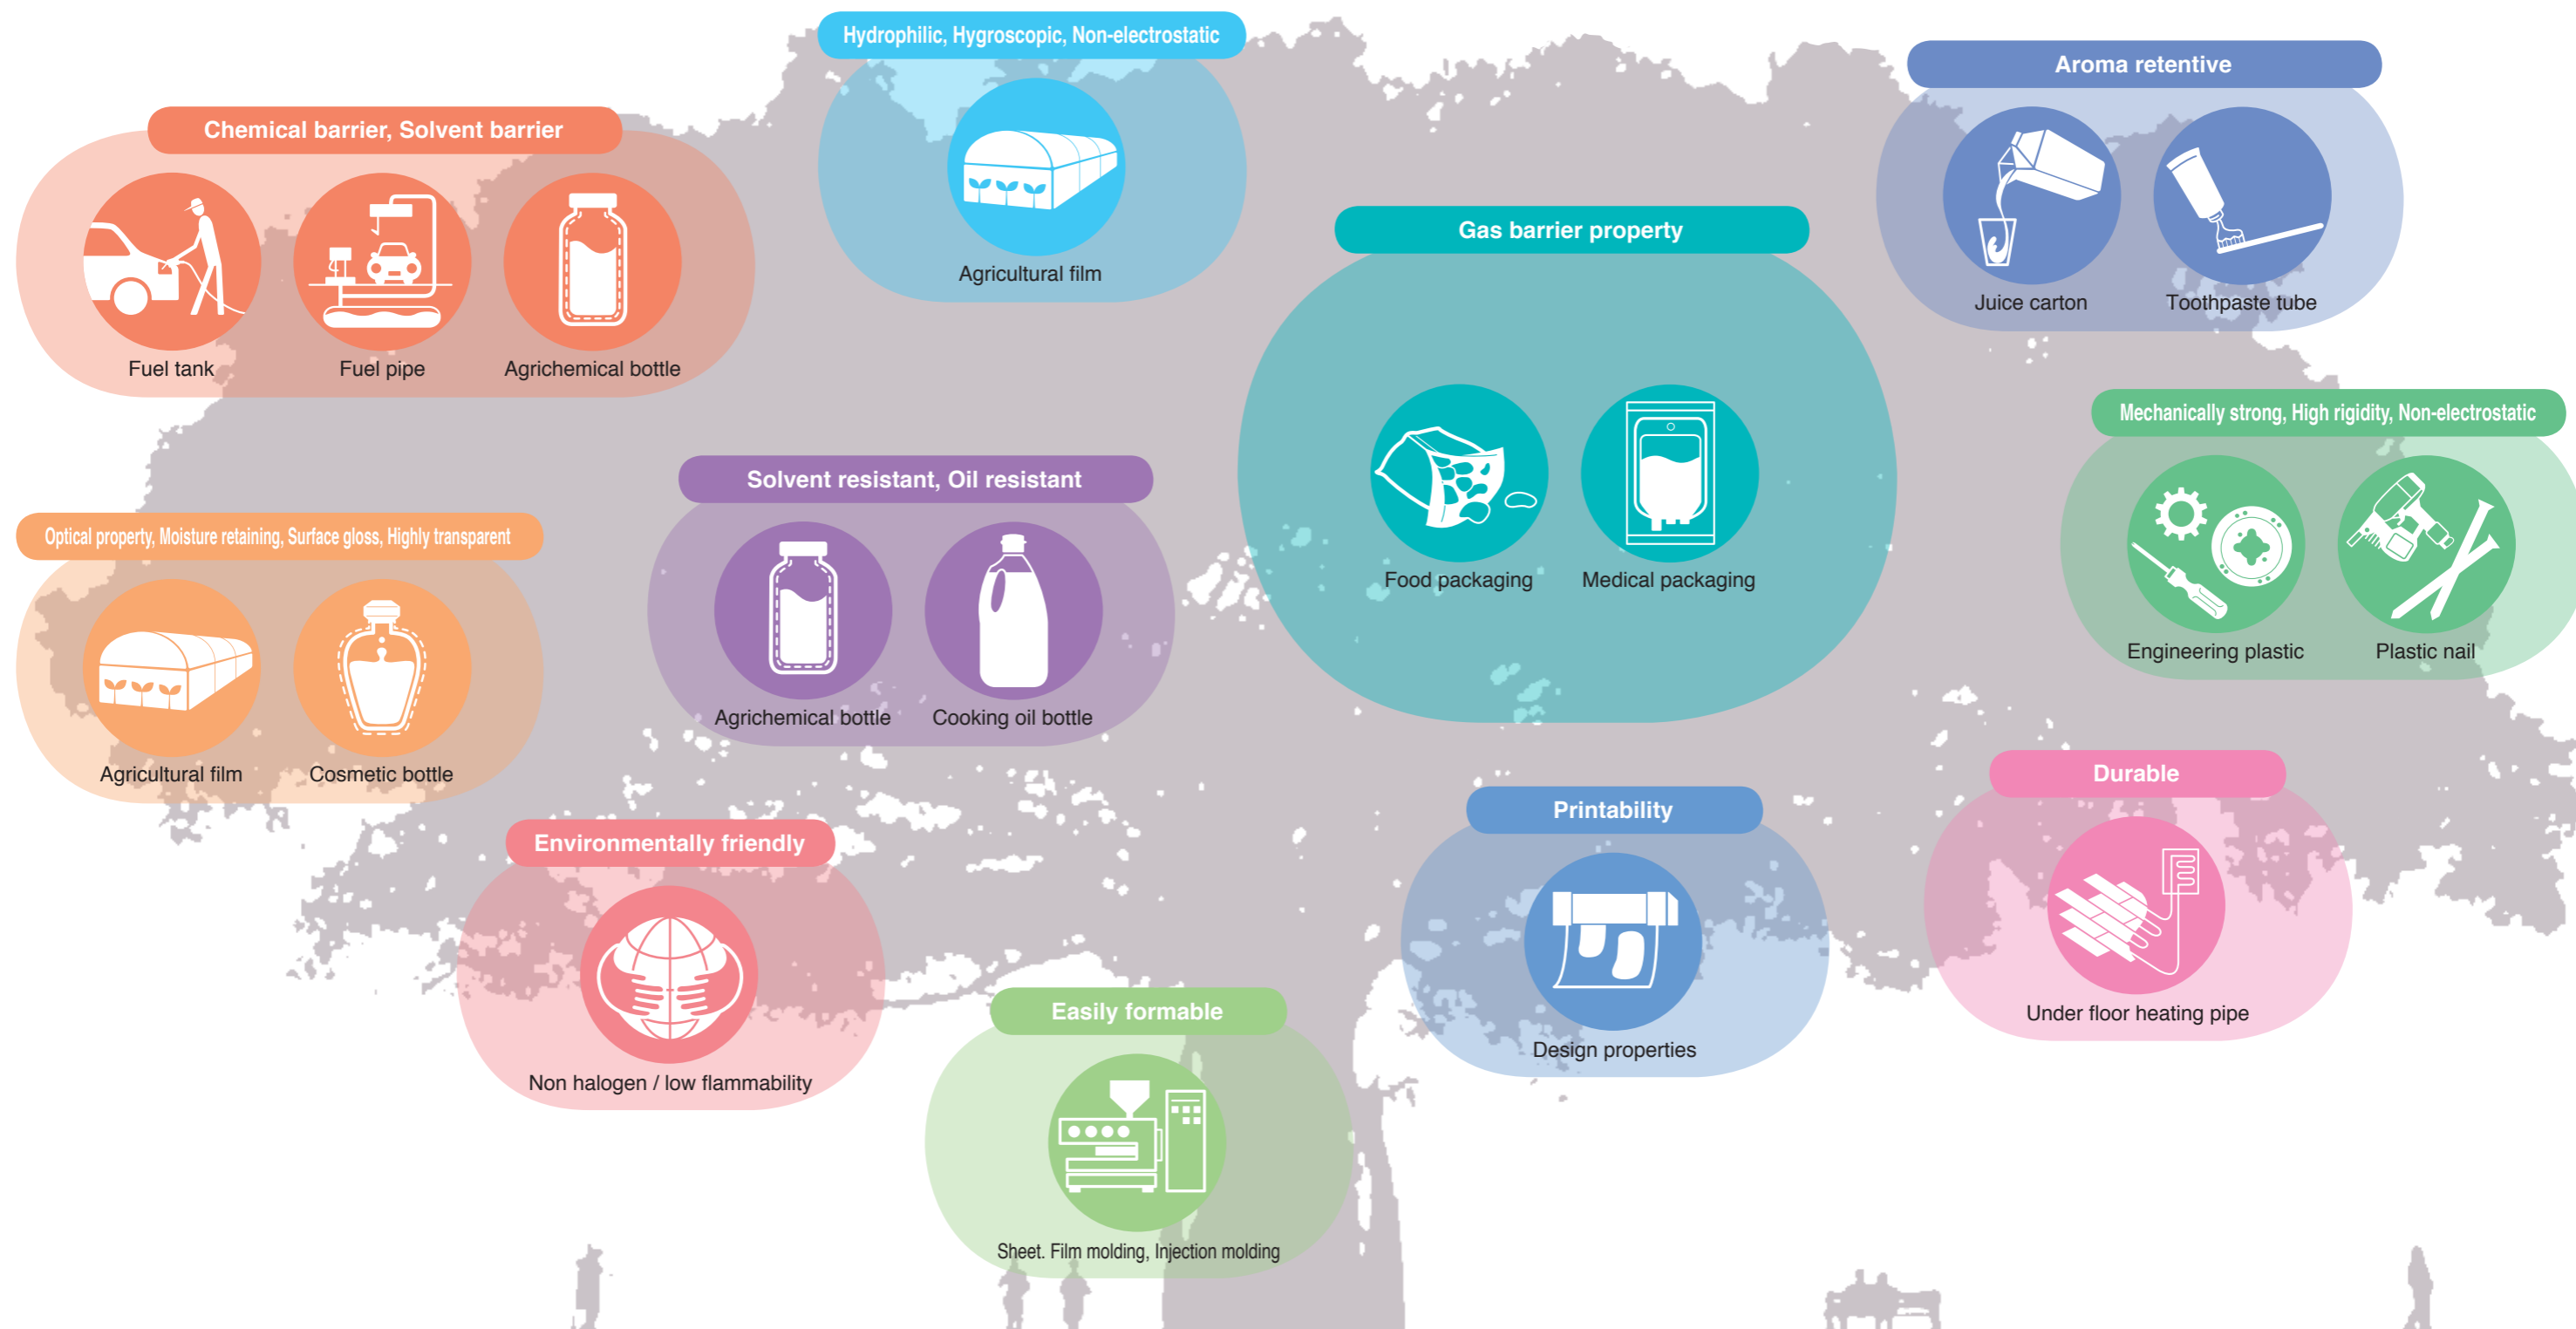 Hydrophilic, Hygroscopic, Non-electrostatic
Agricultural film
Aroma retentive
Juice carton
Toothpaste tube
Chemical barrier, Solvent barrier
Fuel tank
Fuel pipe
Agrichemical bottle
Gas barrier property
Food packaging
Medical packaging
Mechanically strong, High rigidity, Non-electrostatic
Engineering plastic
Plastic nail
Solvent resistant, Oil resistant
Agrichemical bottle
Cooking oil bottle
Optical property, Moisture retaining, Surface gloss, Highly transparent
Agricultural film
Cosmetic bottle
Durable
Under floor heating pipe
Printability
Design properties
Environmentally friendly
Non halogen / low flammability
Easily formable
Sheet. Film molding, Injection molding